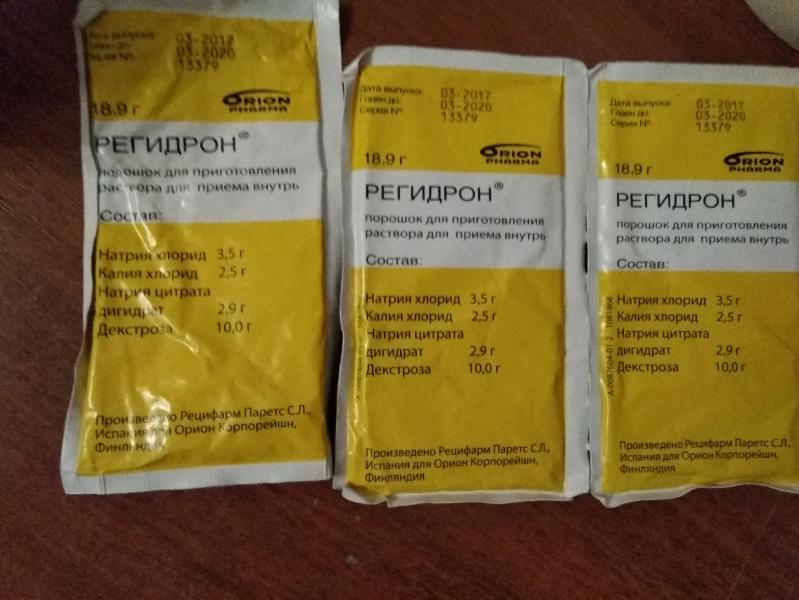 Дата выпуска: 03-2017
Годен до: 03-2020
Серия №: 13379
18.9 г
ORION
PHARMA
РЕГИДРОН®
порошок для приготовления
раствора для приема внутрь
Состав:
Натрия хлорид 3,5 г
Калия хлорид 2,5 г
Натрия цитрата
дигидрат 2,9 г
Декстроза 10,0 г
Произведено Рецифарм Паретс С.Л.,
Испания для Орион Корпорейшн,
Финляндия
Дата выпуска: 03-2017
Годен до: 03-2020
Серия №: 13379
18.9 г
ORION
PHARMA
РЕГИДРОН®
порошок для приготовления
раствора для приема внутрь
Состав:
Натрия хлорид 3,5 г
Калия хлорид 2,5 г
Натрия цитрата
дигидрат 2,9 г
Декстроза 10,0 г
Произведено Рецифарм Паретс С.Л.,
Испания для Орион Корпорейшн,
Финляндия
Дата выпуска: 03-2017
Годен до: 03-2020
Серия №: 13379
18.9 г
ORION
PHARMA
РЕГИДРОН®
порошок для приготовления
раствора для приема внутрь
Состав:
Натрия хлорид 3,5 г
Калия хлорид 2,5 г
Натрия цитрата
дигидрат 2,9 г
Декстроза 10,0 г
A-0087604-01-2 1081868
Произведено Рецифарм Паретс С.Л.,
Испания для Орион Корпорейшн,
Финляндия